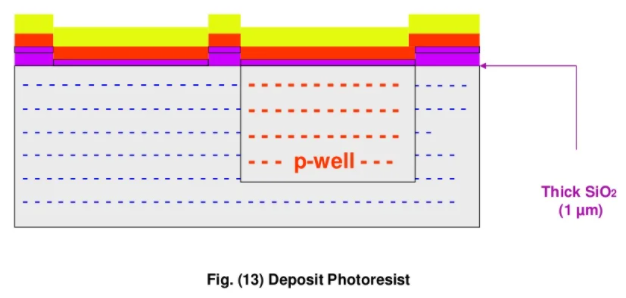 p-well
Thick SiO2
(1 µm)
Fig. (13) Deposit Photoresist